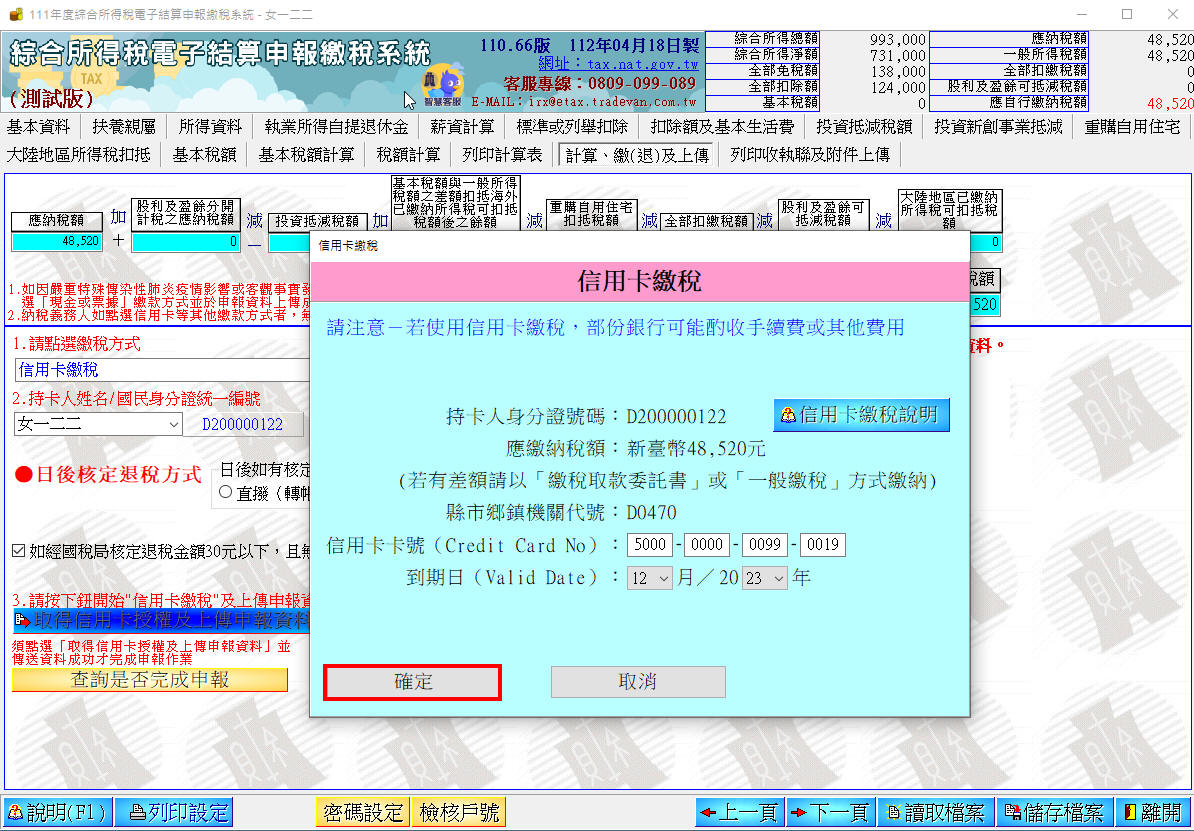 111年度綜合所得稅電子結算申報繳稅系統 - 女一二二
綜合所得稅電子結算申報繳稅系統
TAX
(測試版)
智慧客服
110.66版 112年04月18日製
網址：tax.nat.gov.tw
客服專線：0809-099-089
E-MAIL：irx@etax.tradevan.com.tw
綜合所得總額 993,000 應納稅額 48,520
綜合所得淨額 731,000 一般所得稅額 48,520
全部免稅額 138,000 全部扣繳稅額 0
全部扣除額 124,000 股利及盈餘可抵減稅額 0
基本稅額 0 應自行繳納稅額 48,520
基本資料 扶養親屬 所得資料 執業所得自提退休金 薪資計算 標準或列舉扣除 扣除額及基本生活費 投資抵減稅額 投資新創事業抵減 重購自用住宅
大陸地區所得稅扣抵 基本稅額 基本稅額計算 稅額計算 列印計算表 計算、繳(退)及上傳 列印收執聯及附件上傳
應納稅額
48,520
加
＋
股利及盈餘分開
計稅之應納稅額
0
減
－
投資抵減稅額
加
基本稅額與一般所得
稅額之差額扣抵海外
已繳納所得稅可扣抵
稅額後之餘額
減
重購自用住宅
扣抵稅額
減
全部扣繳稅額
減
股利及盈餘可
抵減稅額
減
大陸地區已繳納
所得稅可扣抵稅
額
0
稅額
520
1.如因嚴重特殊傳染性肺炎疫情影響或客觀事實發
選「現金或票據」繳款方式並於申報資料上傳成
2.納稅義務人如點選信用卡等其他繳款方式者，無
資料。
1.請點選繳稅方式
信用卡繳稅
2.持卡人姓名/國民身分證統一編號
女一二二 D200000122
●日後核定退稅方式
日後如有核定
直撥（轉帳
如經國稅局核定退稅金額30元以下，且無
3.請按下鈕開始"信用卡繳稅"及上傳申報資
取得信用卡授權及上傳申報資料
須點選「取得信用卡授權及上傳申報資料」並
傳送資料成功才完成申報作業
查詢是否完成申報
信用卡繳稅
信用卡繳稅
請注意－若使用信用卡繳稅，部份銀行可能酌收手續費或其他費用
持卡人身分證號碼：D200000122
信用卡繳稅說明
應繳納稅額：新臺幣48,520元
(若有差額請以「繳稅取款委託書」或「一般繳稅」方式繳納)
縣市鄉鎮機關代號：D0470
信用卡卡號（Credit Card No）：5000-0000-0099-0019
到期日（Valid Date）：12月／2023年
確定 取消
說明(F1) 列印設定 密碼設定 檢核戶號 上一頁 下一頁 讀取檔案 儲存檔案 離開